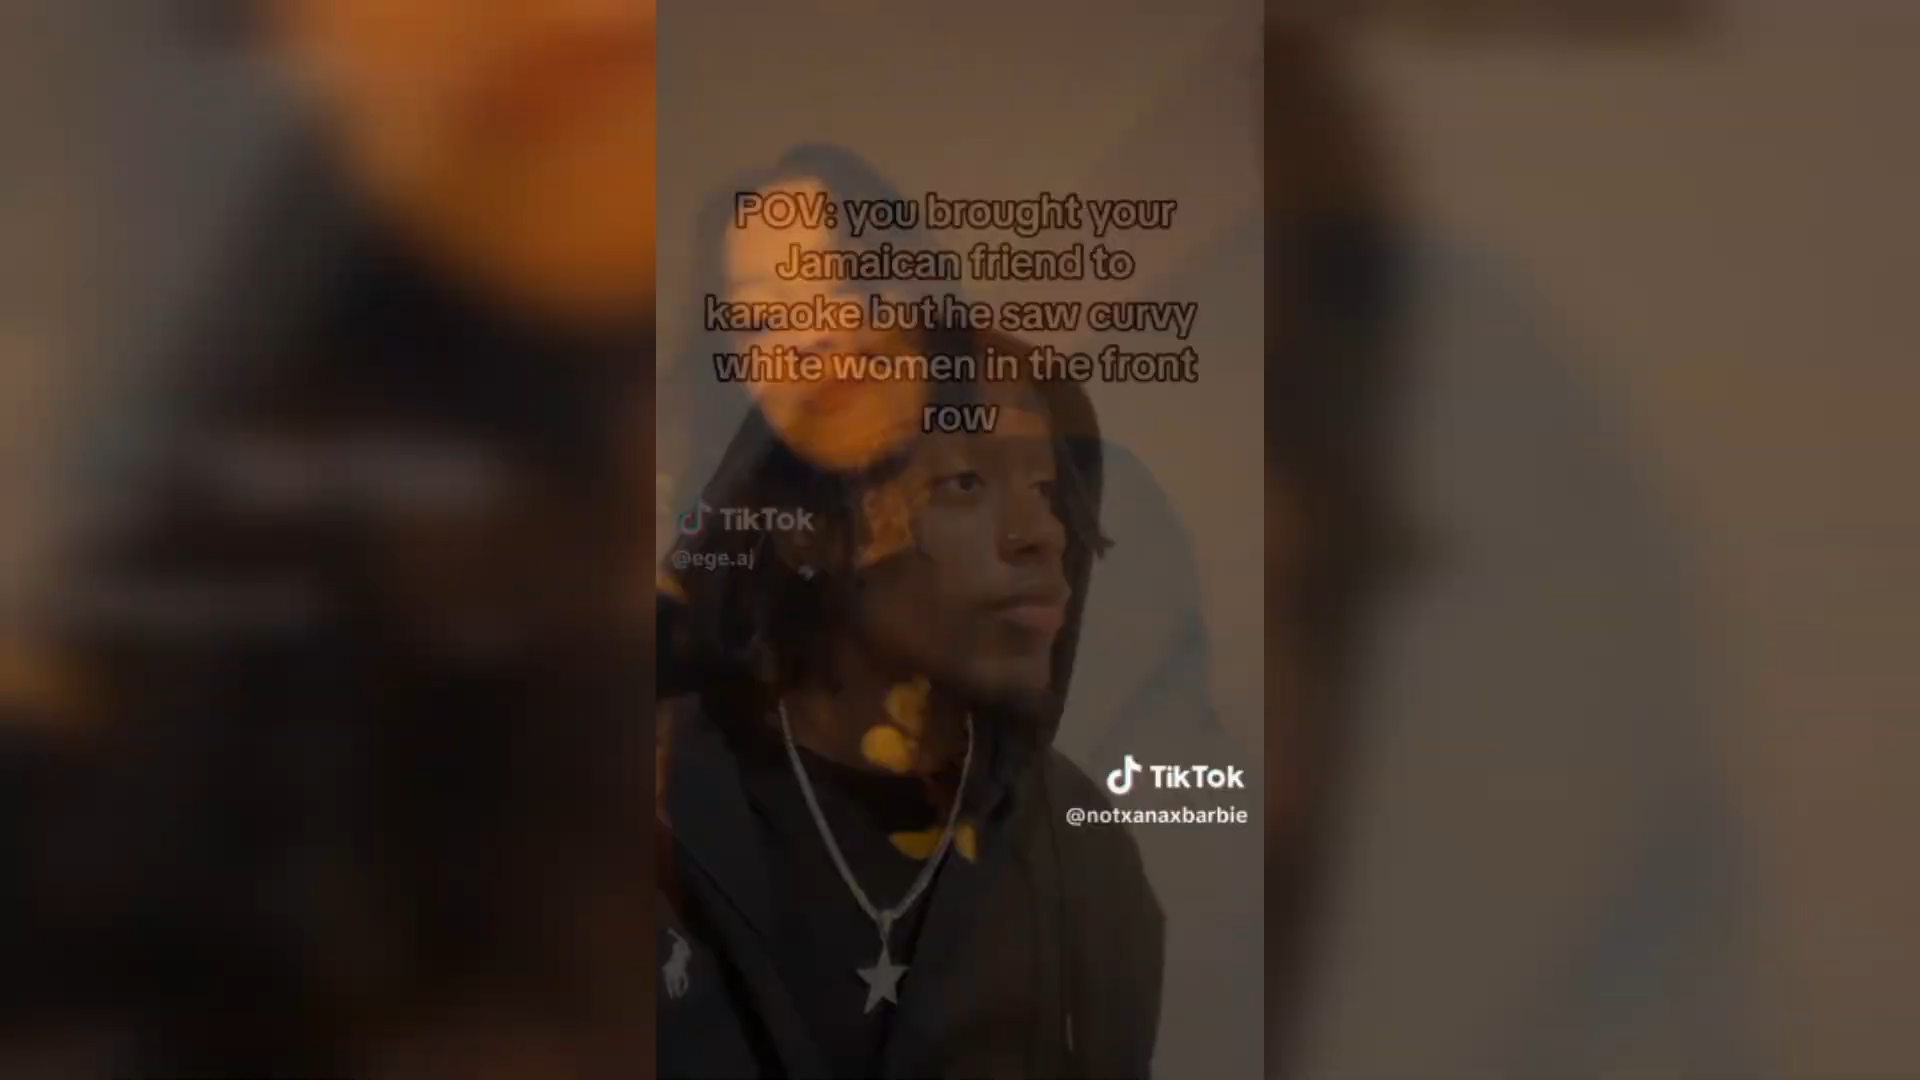 POV: you brought your
Jamaican friend to
karaoke but he saw curvy
white women in the front
row
TikTok
@ege.aj
TikTok
@notxanaxbarbie